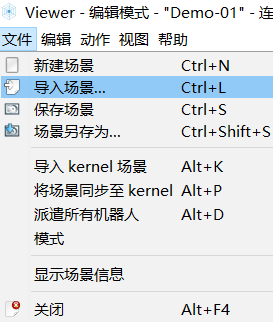 Viewer - 编辑模式 - "Demo-01" - 连
文件 编辑 动作 视图 帮助
新建场景 Ctrl+N
导入场景... Ctrl+L
保存场景 Ctrl+S
场景另存为... Ctrl+Shift+S
导入 kernel 场景 Alt+K
将场景同步至 kernel Alt+P
派遣所有机器人 Alt+D
模式
显示场景信息
关闭 Alt+F4